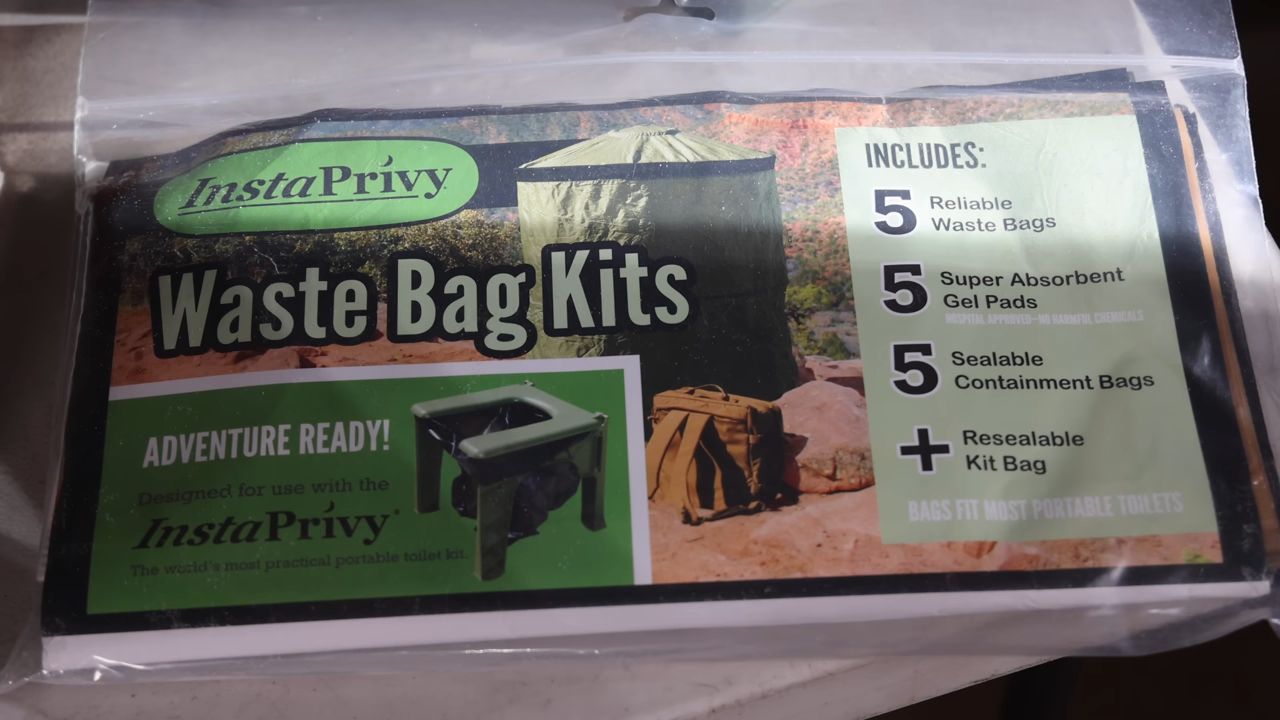 InstaPrívy
Waste Bag Kits
ADVENTURE READY!
Designed for use with the
InstaPrívy®
The world's most practical portable toilet kit.
INCLUDES:
5 Reliable
Waste Bags
5 Super Absorbent
Gel Pads
HOSPITAL APPROVED—NO HARMFUL CHEMICALS
5 Sealable
Containment Bags
+ Resealable
Kit Bag
BAGS FIT MOST PORTABLE TOILETS